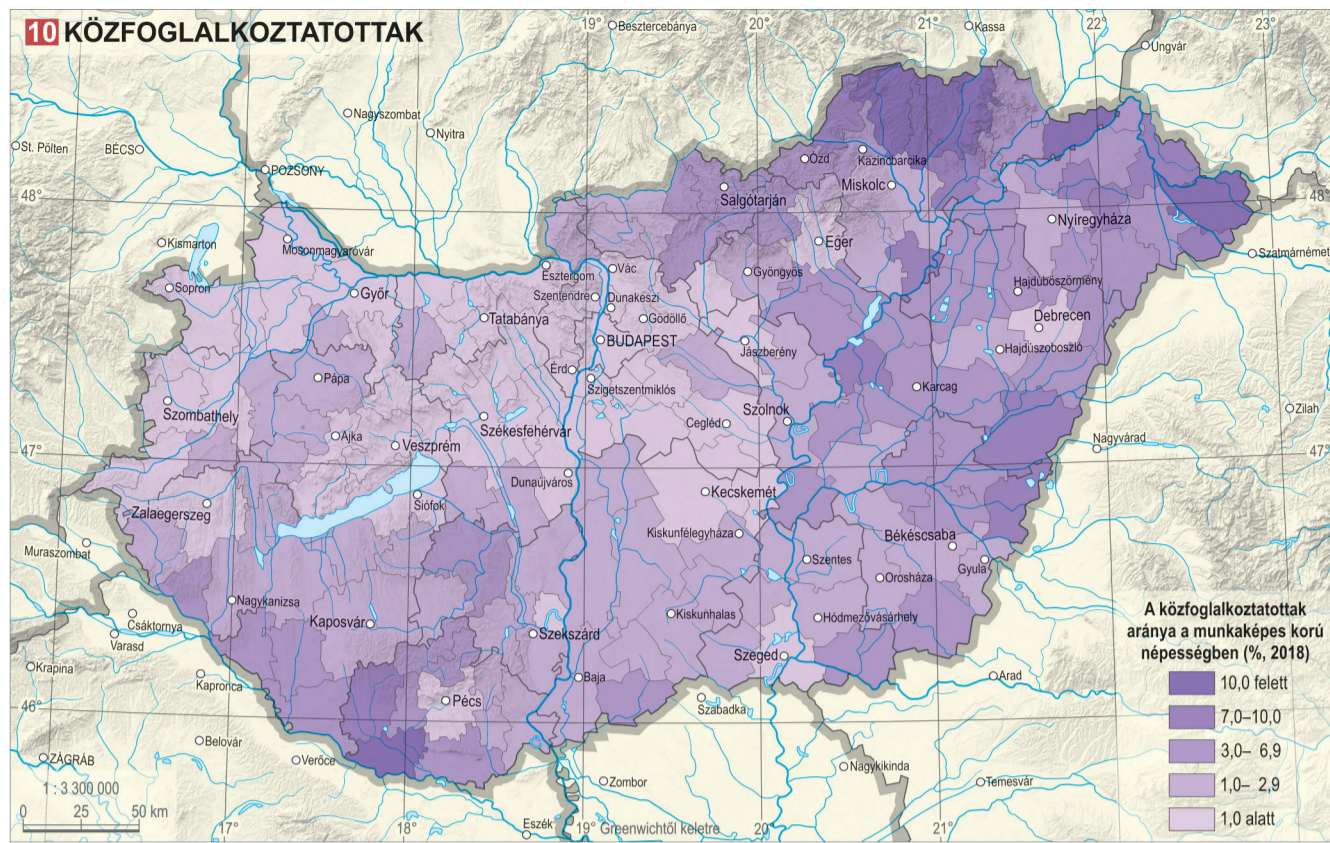 10 KÖZFOGLALKOZTATOTTAK
19°
20°
21°
22°
23°
Besztercebánya
Kassa
Ungvár
Nagyszombat
Nyitra
St. Pölten
BÉCS
POZSONY
Ózd
Kazincbarcika
Miskolc
48°
48°
Salgótarján
Nyíregyháza
Kismarton
Mosonmagyaróvár
Eger
Szatmárnémeti
Sopron
Esztergom
Vác
Gyöngyös
Győr
Szentendre
Dunakeszi
Hajdúböszörmény
Tatabánya
Gödöllő
Debrecen
BUDAPEST
Jászberény
Hajdúszoboszló
Pápa
Érd
Szigetszentmiklós
Karcag
Szombathely
Szolnok
Zilah
Ajka
Veszprém
Székesfehérvár
Cegléd
Nagyvárad
47°
47°
Dunaújváros
Zalaegerszeg
Siófok
Kecskemét
Muraszombat
Kiskunfélegyháza
Békéscsaba
Szentes
Gyula
Orosháza
Nagykanizsa
Csáktornya
Varasd
Kaposvár
Kiskunhalas
Hódmezővásárhely
Szekszárd
Krapina
Szeged
Kapronca
Baja
Arad
46°
46°
Pécs
Szabadka
Belovár
ZÁGRÁB
Verőce
Nagykikinda
Zombor
Temesvár
Eszék
A közfoglalkoztatottak
aránya a munkaképes korú
népességben (%, 2018)
10,0 felett
7,0–10,0
3,0– 6,9
1,0– 2,9
1,0 alatt
1 : 3 300 000
0 25 50 km
17°
18°
19° Greenwichtől keletre
20°
21°